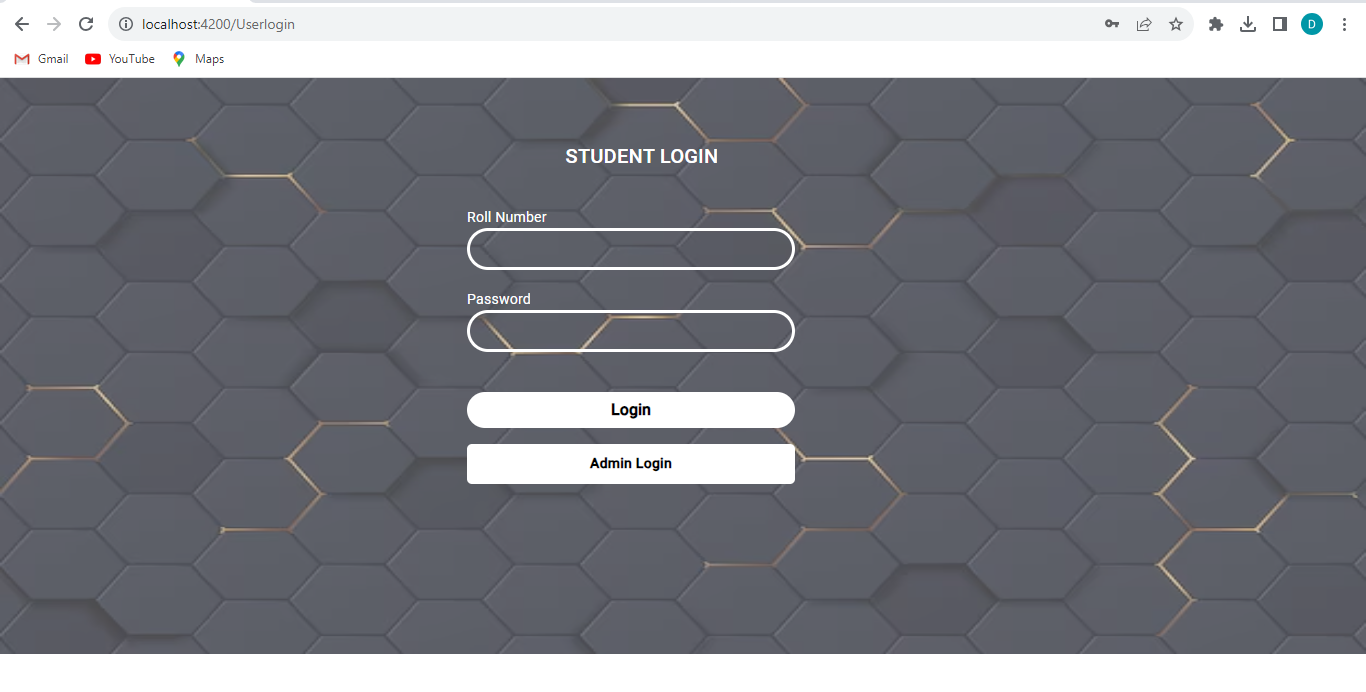 localhost:4200/Userlogin
D
Gmail YouTube Maps
STUDENT LOGIN
Roll Number
Password
Login
Admin Login